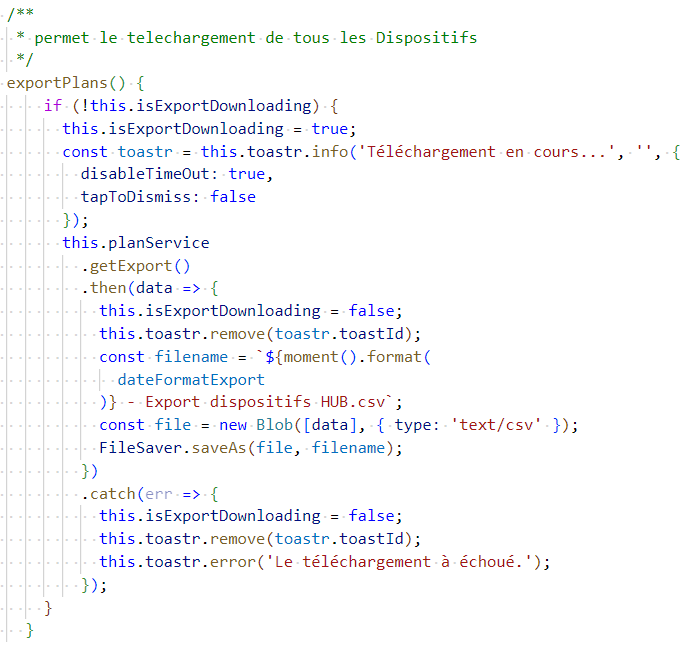 /**
 * permet le telechargement de tous les Dispositifs
 */
exportPlans() {
    if (!this.isExportDownloading) {
      this.isExportDownloading = true;
      const toastr = this.toastr.info('Téléchargement en cours...', '', {
        disableTimeOut: true,
        tapToDismiss: false
      });
      this.planService
        .getExport()
        .then(data => {
          this.isExportDownloading = false;
          this.toastr.remove(toastr.toastId);
          const filename = `${moment().format(
            dateFormatExport
          )} - Export dispositifs HUB.csv`;
          const file = new Blob([data], { type: 'text/csv' });
          FileSaver.saveAs(file, filename);
        })
        .catch(err => {
          this.isExportDownloading = false;
          this.toastr.remove(toastr.toastId);
          this.toastr.error('Le téléchargement à échoué.');
        });
    }
  }